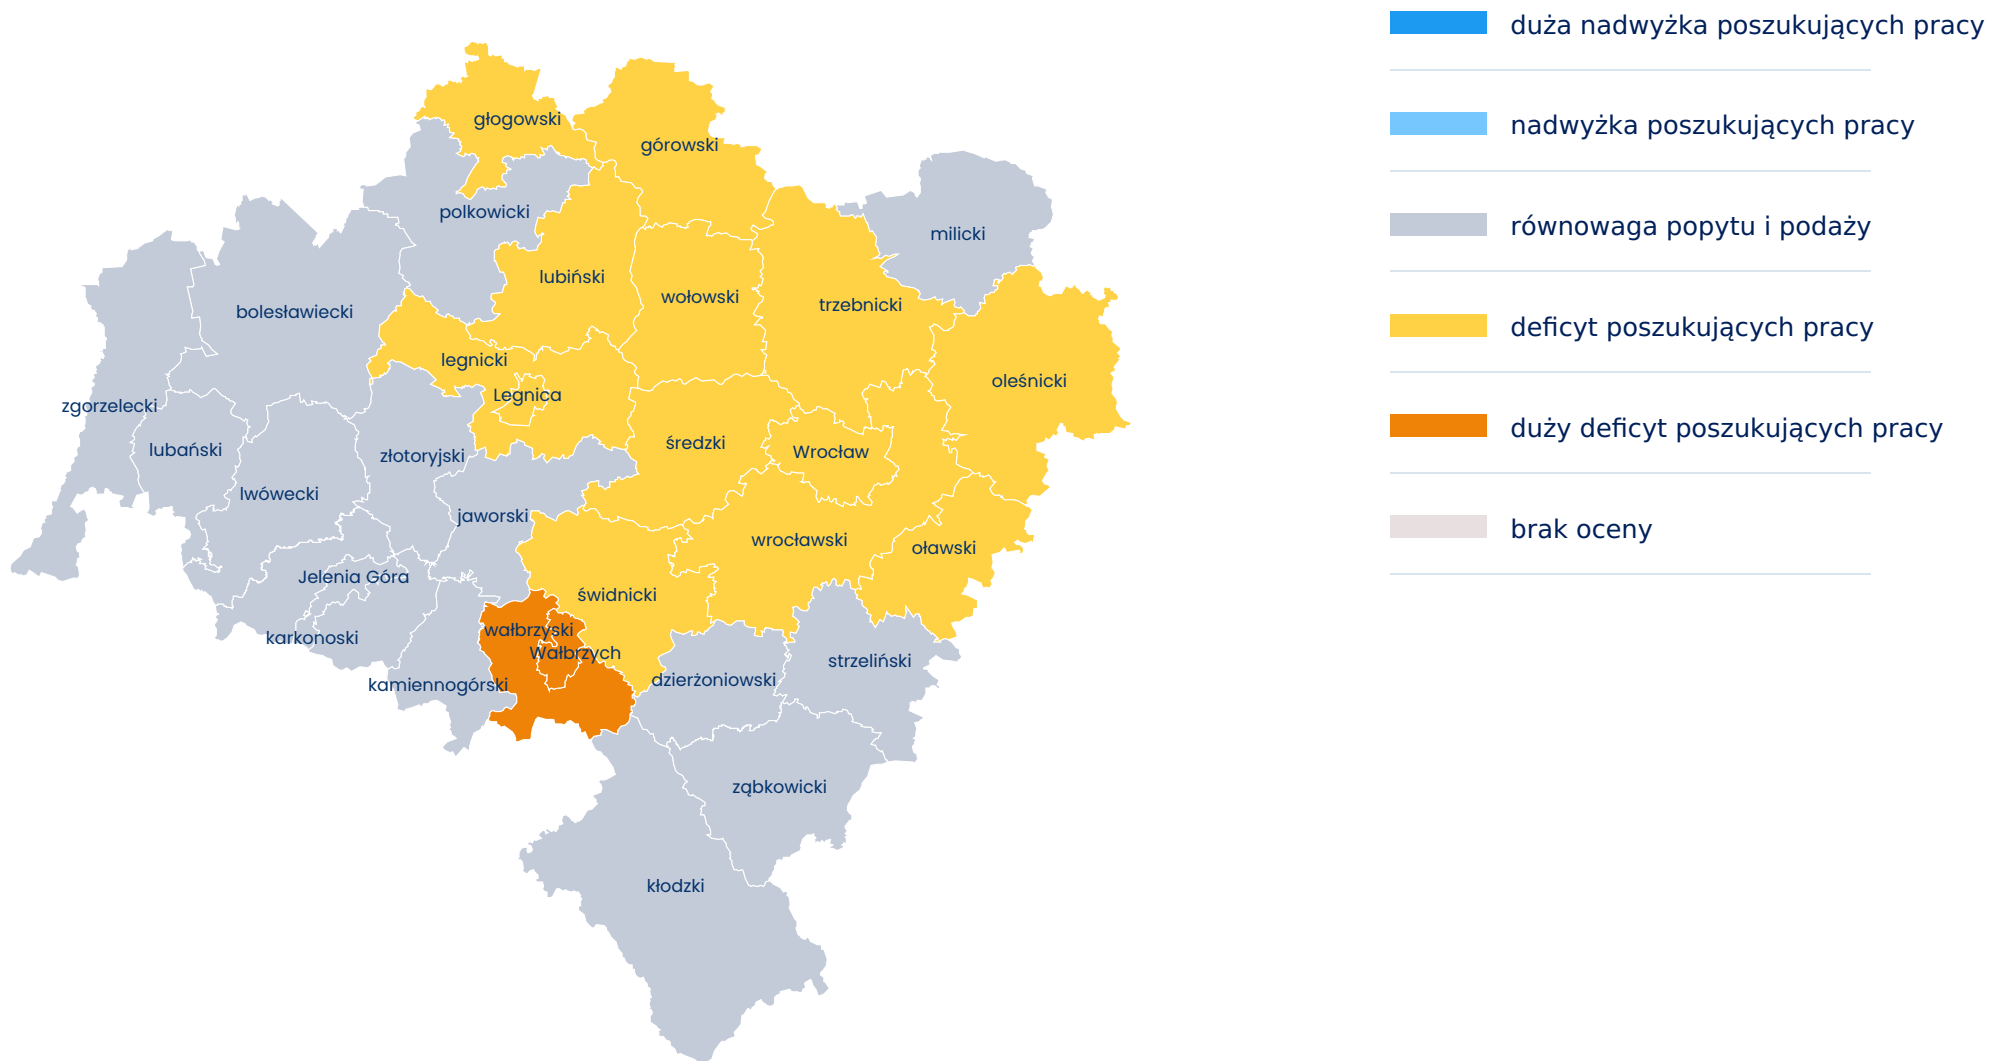 głogowski
górowski
polkowicki
milicki
lubiński
wołowski
trzebnicki
bolesławiecki
legnicki
Legnica
oleśnicki
zgorzelecki
lubański
złotoryjski
średzki
Wrocław
lwówecki
jaworski
wrocławski
oławski
Jelenia Góra
świdnicki
karkonoski
wałbrzyski
Wałbrzych
strzeliński
kamiennogórski
dzierżoniowski
ząbkowicki
kłodzki
duża nadwyżka poszukujących pracy
nadwyżka poszukujących pracy
równowaga popytu i podaży
deficyt poszukujących pracy
duży deficyt poszukujących pracy
brak oceny